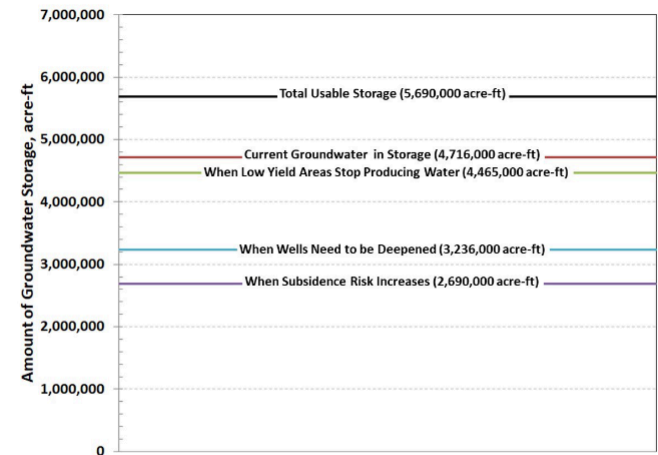 Amount of Groundwater Storage, acre-ft
7,000,000
6,000,000
Total Usable Storage (5,690,000 acre-ft)
5,000,000
Current Groundwater in Storage (4,716,000 acre-ft)
When Low Yield Areas Stop Producing Water (4,465,000 acre-ft)
4,000,000
When Wells Need to be Deepened (3,236,000 acre-ft)
3,000,000
When Subsidence Risk Increases (2,690,000 acre-ft)
2,000,000
1,000,000
0